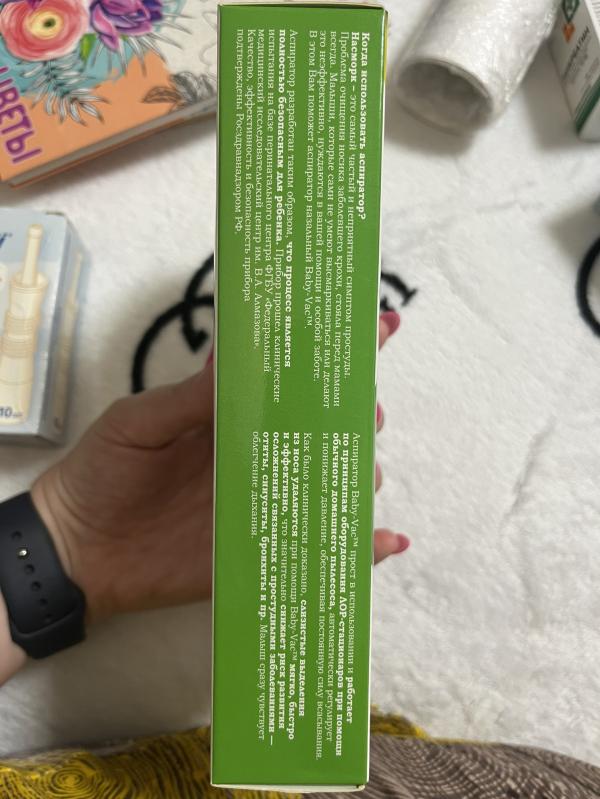 Когда использовать аспиратор?
Насморк – это самый частый и неприятный симптом простуды.
Проблема очищения носика заболевшего крохи, стояла перед мамами
всегда. Малыши, которые сами не умеют высмаркиваться или делают
это неэффективно, нуждаются в вашей помощи и особой заботе.
В этом Вам поможет аспиратор назальный Baby-Vac™.
Аспиратор разработан таким образом, что процесс является
полностью безопасным для ребенка. Прибор прошел клинические
испытания на базе перинатального центра ФГБУ «Федеральный
медицинский исследовательский центр им. В.А. Алмазова».
Качество, эффективность и безопасность прибора
подтверждены Росздравнадзором РФ.
Аспиратор Baby-Vac™ прост в использовании и работает
по принципам оборудования ЛОР-стационаров при помощи
обычного домашнего пылесоса, автоматически регулирует
и понижает давление, обеспечивая постоянную силу всасывания.
Как было клинически доказано, слизистые выделения
из носа удаляются при помощи Baby-Vac™ мягко, быстро
и эффективно, что значительно снижает риск развития
осложнений связанных с простудными заболеваниями —
отиты, синуситы, бронхиты и пр. Малыш сразу чувствует
облегчение дыхания.
ЦВЕТЫ